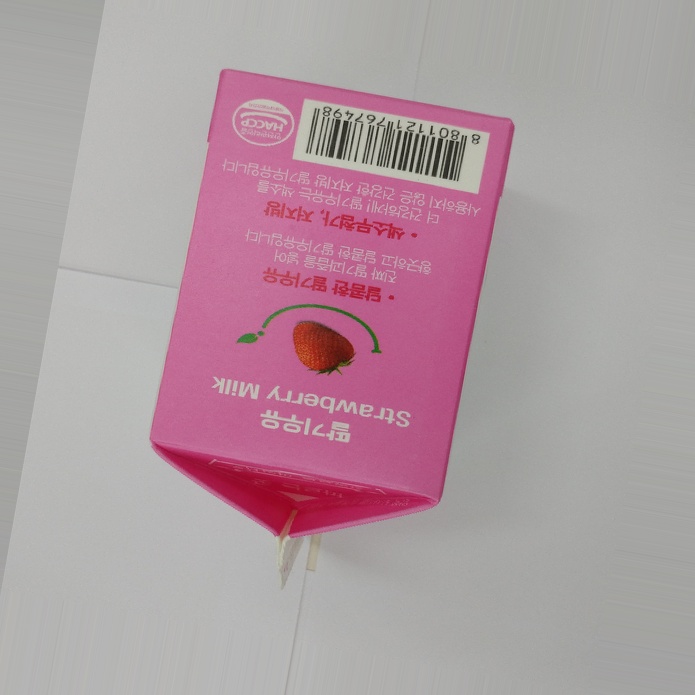 딸기우유
Strawberry Milk
• 달콤한 딸기우유
진짜 딸기과즙을 넣어
향긋하고 달콤한 딸기우유입니다
• 색소무첨가, 저지방
더 건강하게! 딸기우유는 색소를
사용하지 않은 건강한 저지방 딸기우유입니다
HACCP
8 801121 767498